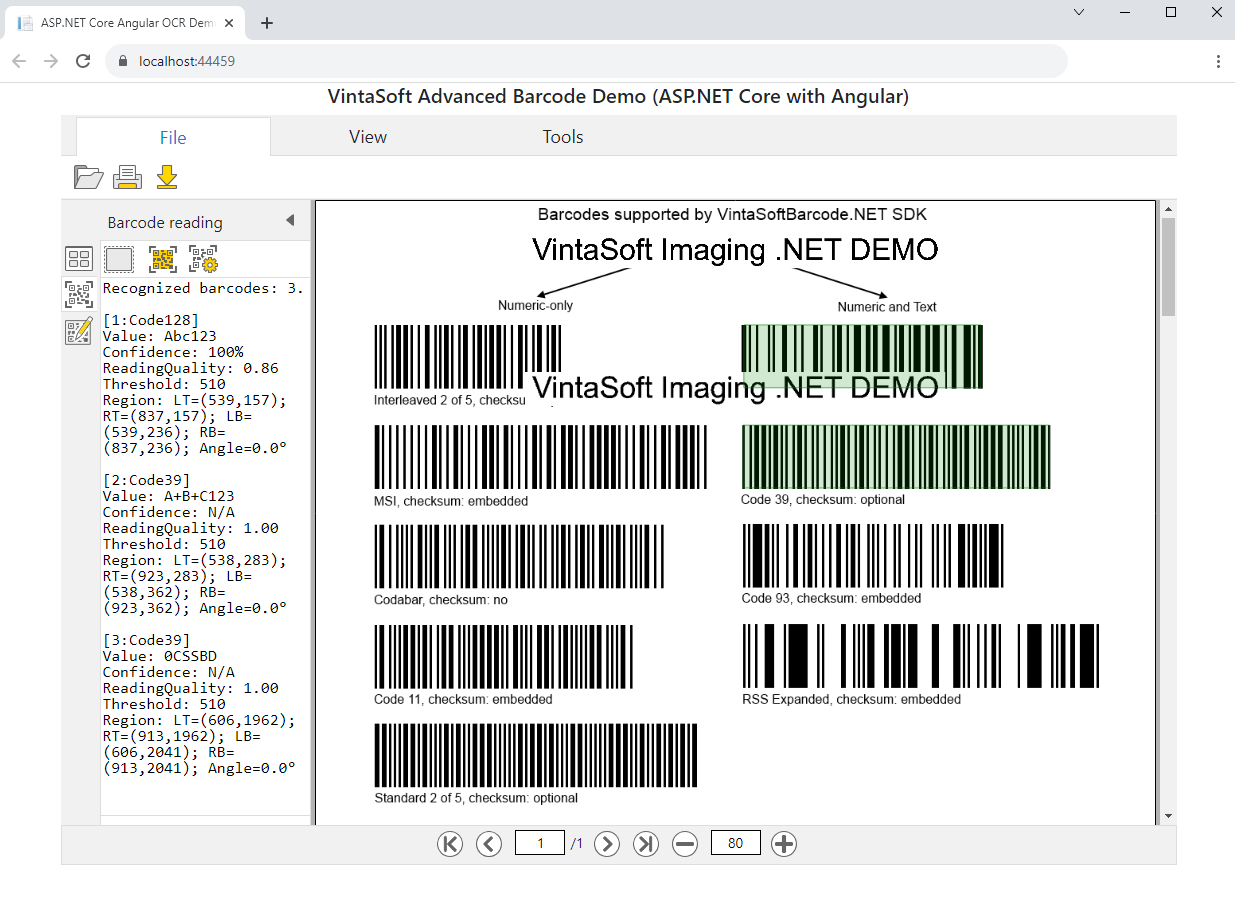 ASP.NET Core Angular OCR Dem
localhost:44459
VintaSoft Advanced Barcode Demo (ASP.NET Core with Angular)
File
View
Tools
Barcode reading
Recognized barcodes: 3.
[1:Code128]
Value: Abc123
Confidence: 100%
ReadingQuality: 0.86
Threshold: 510
Region: LT=(539,157);
RT=(837,157); LB=
(539,236); RB=
(837,236); Angle=0.0°
[2:Code39]
Value: A+B+C123
Confidence: N/A
ReadingQuality: 1.00
Threshold: 510
Region: LT=(538,283);
RT=(923,283); LB=
(538,362); RB=
(923,362); Angle=0.0°
[3:Code39]
Value: 0CSSBD
Confidence: N/A
ReadingQuality: 1.00
Threshold: 510
Region: LT=(606,1962);
RT=(913,1962); LB=
(606,2041); RB=
(913,2041); Angle=0.0°
Barcodes supported by VintaSoftBarcode.NET SDK
VintaSoft Imaging .NET DEMO
Numeric-only
Numeric and Text
VintaSoft Imaging .NET DEMO
Interleaved 2 of 5, checksu
MSI, checksum: embedded
Code 39, checksum: optional
Codabar, checksum: no
Code 93, checksum: embedded
Code 11, checksum: embedded
RSS Expanded, checksum: embedded
Standard 2 of 5, checksum: optional
1 /1 80